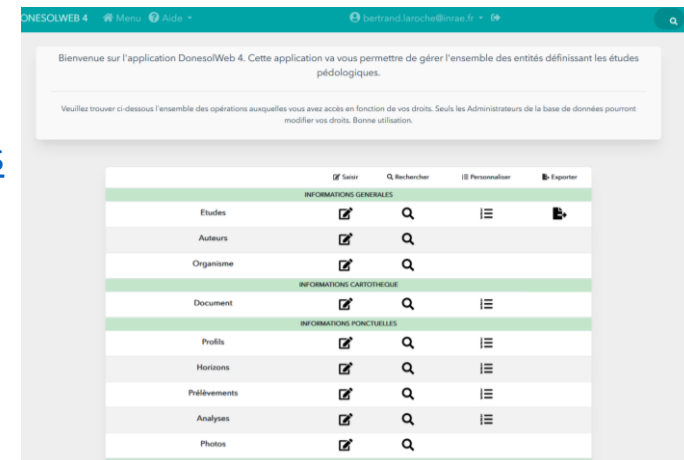 ONESOLWEB 4 Menu Aide bertrand.laroche@inrae.fr
Bienvenue sur l'application DonesolWeb 4. Cette application va vous permettre de gérer l'ensemble des entités définissant les études
pédologiques.
Veuillez trouver ci-dessous l'ensemble des opérations auxquelles vous avez accès en fonction de vos droits. Seuls les Administrateurs de la base de données pourront
modifier vos droits. Bonne utilisation.
s
Saisir Rechercher Personnaliser Exporter
INFORMATIONS GENERALES
Etudes
Auteurs
Organisme
INFORMATIONS CARTOTHEQUE
Document
INFORMATIONS PONCTUELLES
Profils
Horizons
Prélèvements
Analyses
Photos